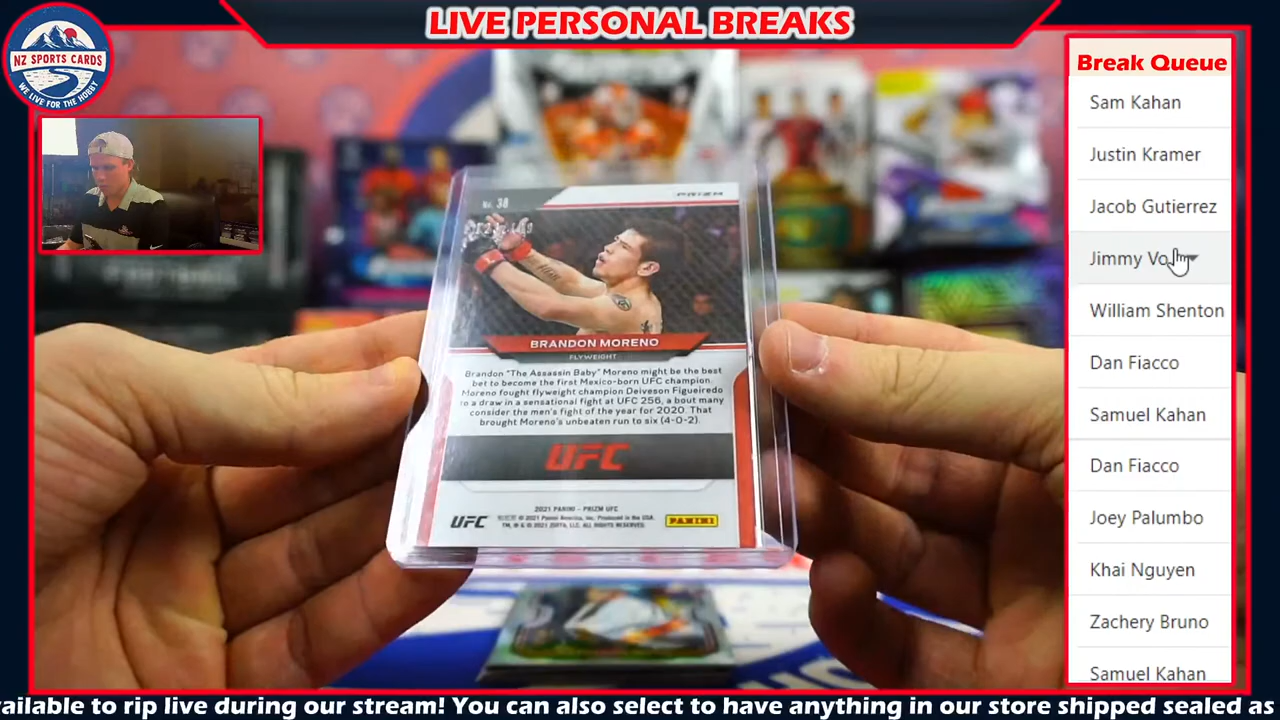 LIVE PERSONAL BREAKS
NZ SPORTS CARDS
WE LIVE FOR THE HOBBY
Break Queue
Sam Kahan
Justin Kramer
Jacob Gutierrez
Jimmy
William Shenton
Dan Fiacco
Samuel Kahan
Dan Fiacco
Joey Palumbo
Khai Nguyen
Zachery Bruno
Samuel Kahan
No. 38
PRIZM
BRANDON MORENO
FLYWEIGHT
Brandon "The Assassin Baby" Moreno might be the best
bet to become the first Mexico-born UFC champion.
Moreno fought flyweight champion Deiveson Figueiredo
to a draw in a sensational fight at UFC 256, a bout many
consider the men's fight of the year for 2020. That
brought Moreno's unbeaten run to six (4-0-2).
UFC
2021 PANINI - PRIZM UFC
© 2021 Panini America, Inc. Produced in the USA.
TM, ® & © 2021 ZUFFA, LLC. ALL RIGHTS RESERVED.
UFC
PANINI
ailable to rip live during our stream! You can also select to have anything in our store shipped sealed as